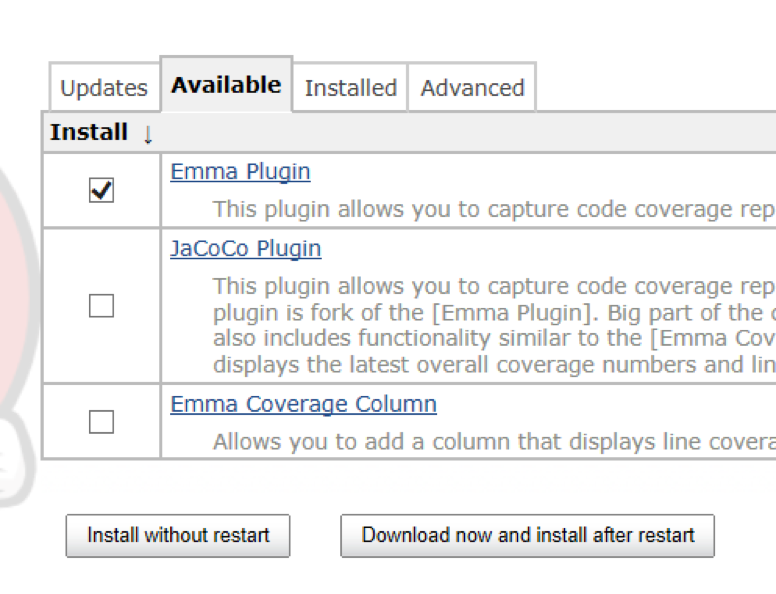 Updates Available Installed Advanced
Install ↓
Emma Plugin
This plugin allows you to capture code coverage rep
JaCoCo Plugin
This plugin allows you to capture code coverage rep
plugin is fork of the [Emma Plugin]. Big part of the
also includes functionality similar to the [Emma Cov
displays the latest overall coverage numbers and lin
Emma Coverage Column
Allows you to add a column that displays line covera
Install without restart Download now and install after restart